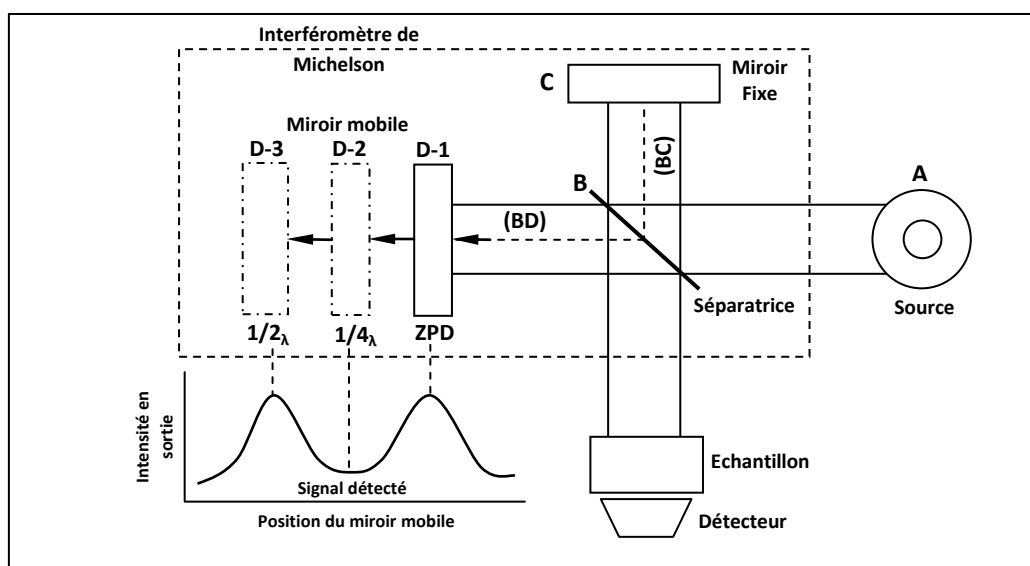 Interféromètre de
Michelson
C
Miroir
Fixe
Miroir mobile
D-3
D-2
D-1
(BC)
A
B
(BD)
Séparatrice
Source
1/2λ
1/4λ
ZPD
Intensité en
sortie
Signal détecté
Position du miroir mobile
Echantillon
Détecteur